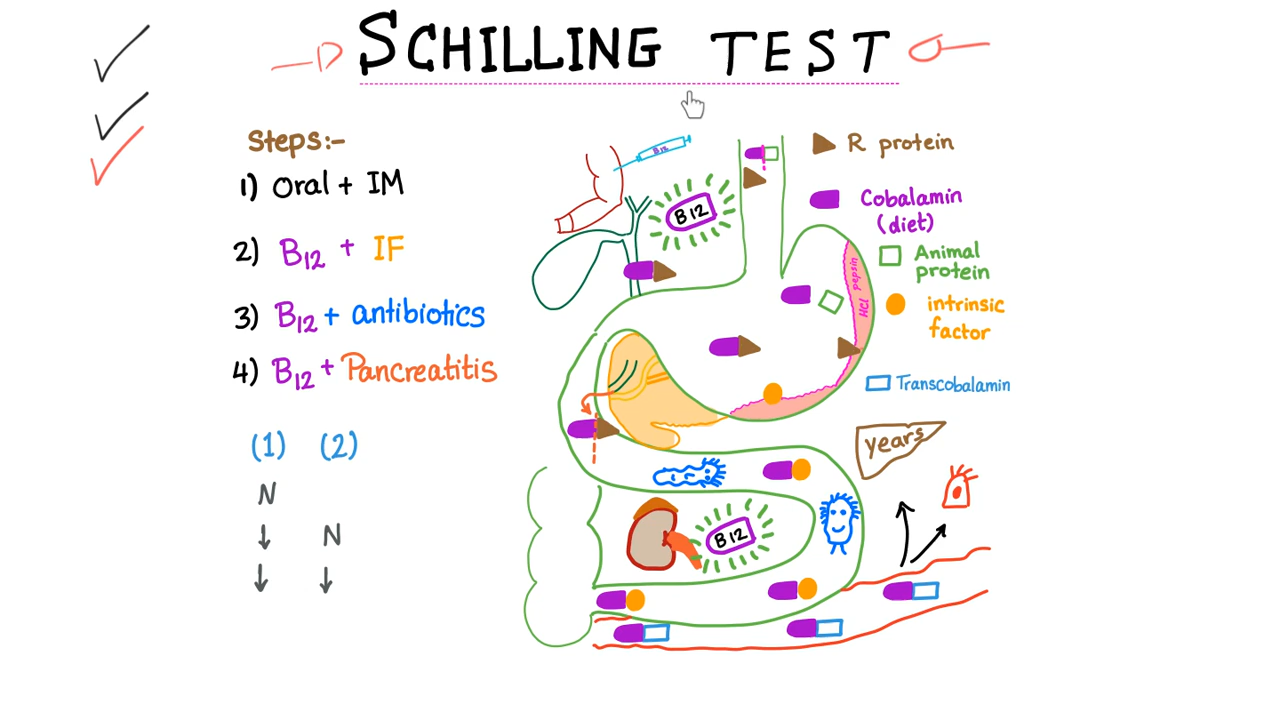 SCHILLING TEST
Steps:-
1) Oral + IM
2) B12 + IF
3) B12 + antibiotics
4) B12 + Pancreatitis
(1) (2)
N
↓ N
↓ ↓
B12
B12
R protein
Cobalamin
(diet)
Animal
protein
intrinsic
factor
Transcobalamin
HCl pepsin
years
B12